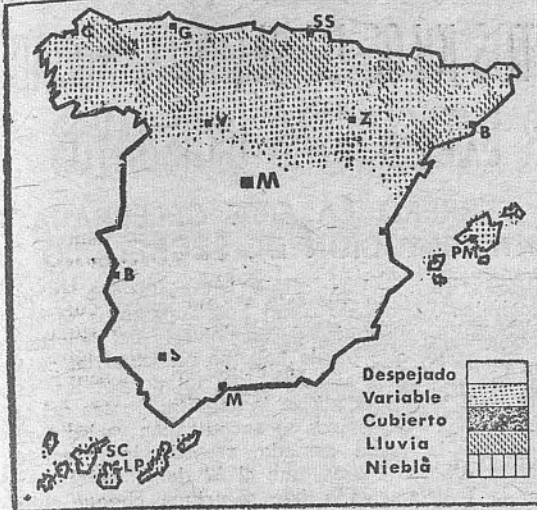 C
G
SS
V
Z
B
M
PM
B
S
M
SC
LP
Despejado
Variable
Cubierto
Lluvia
Niebla